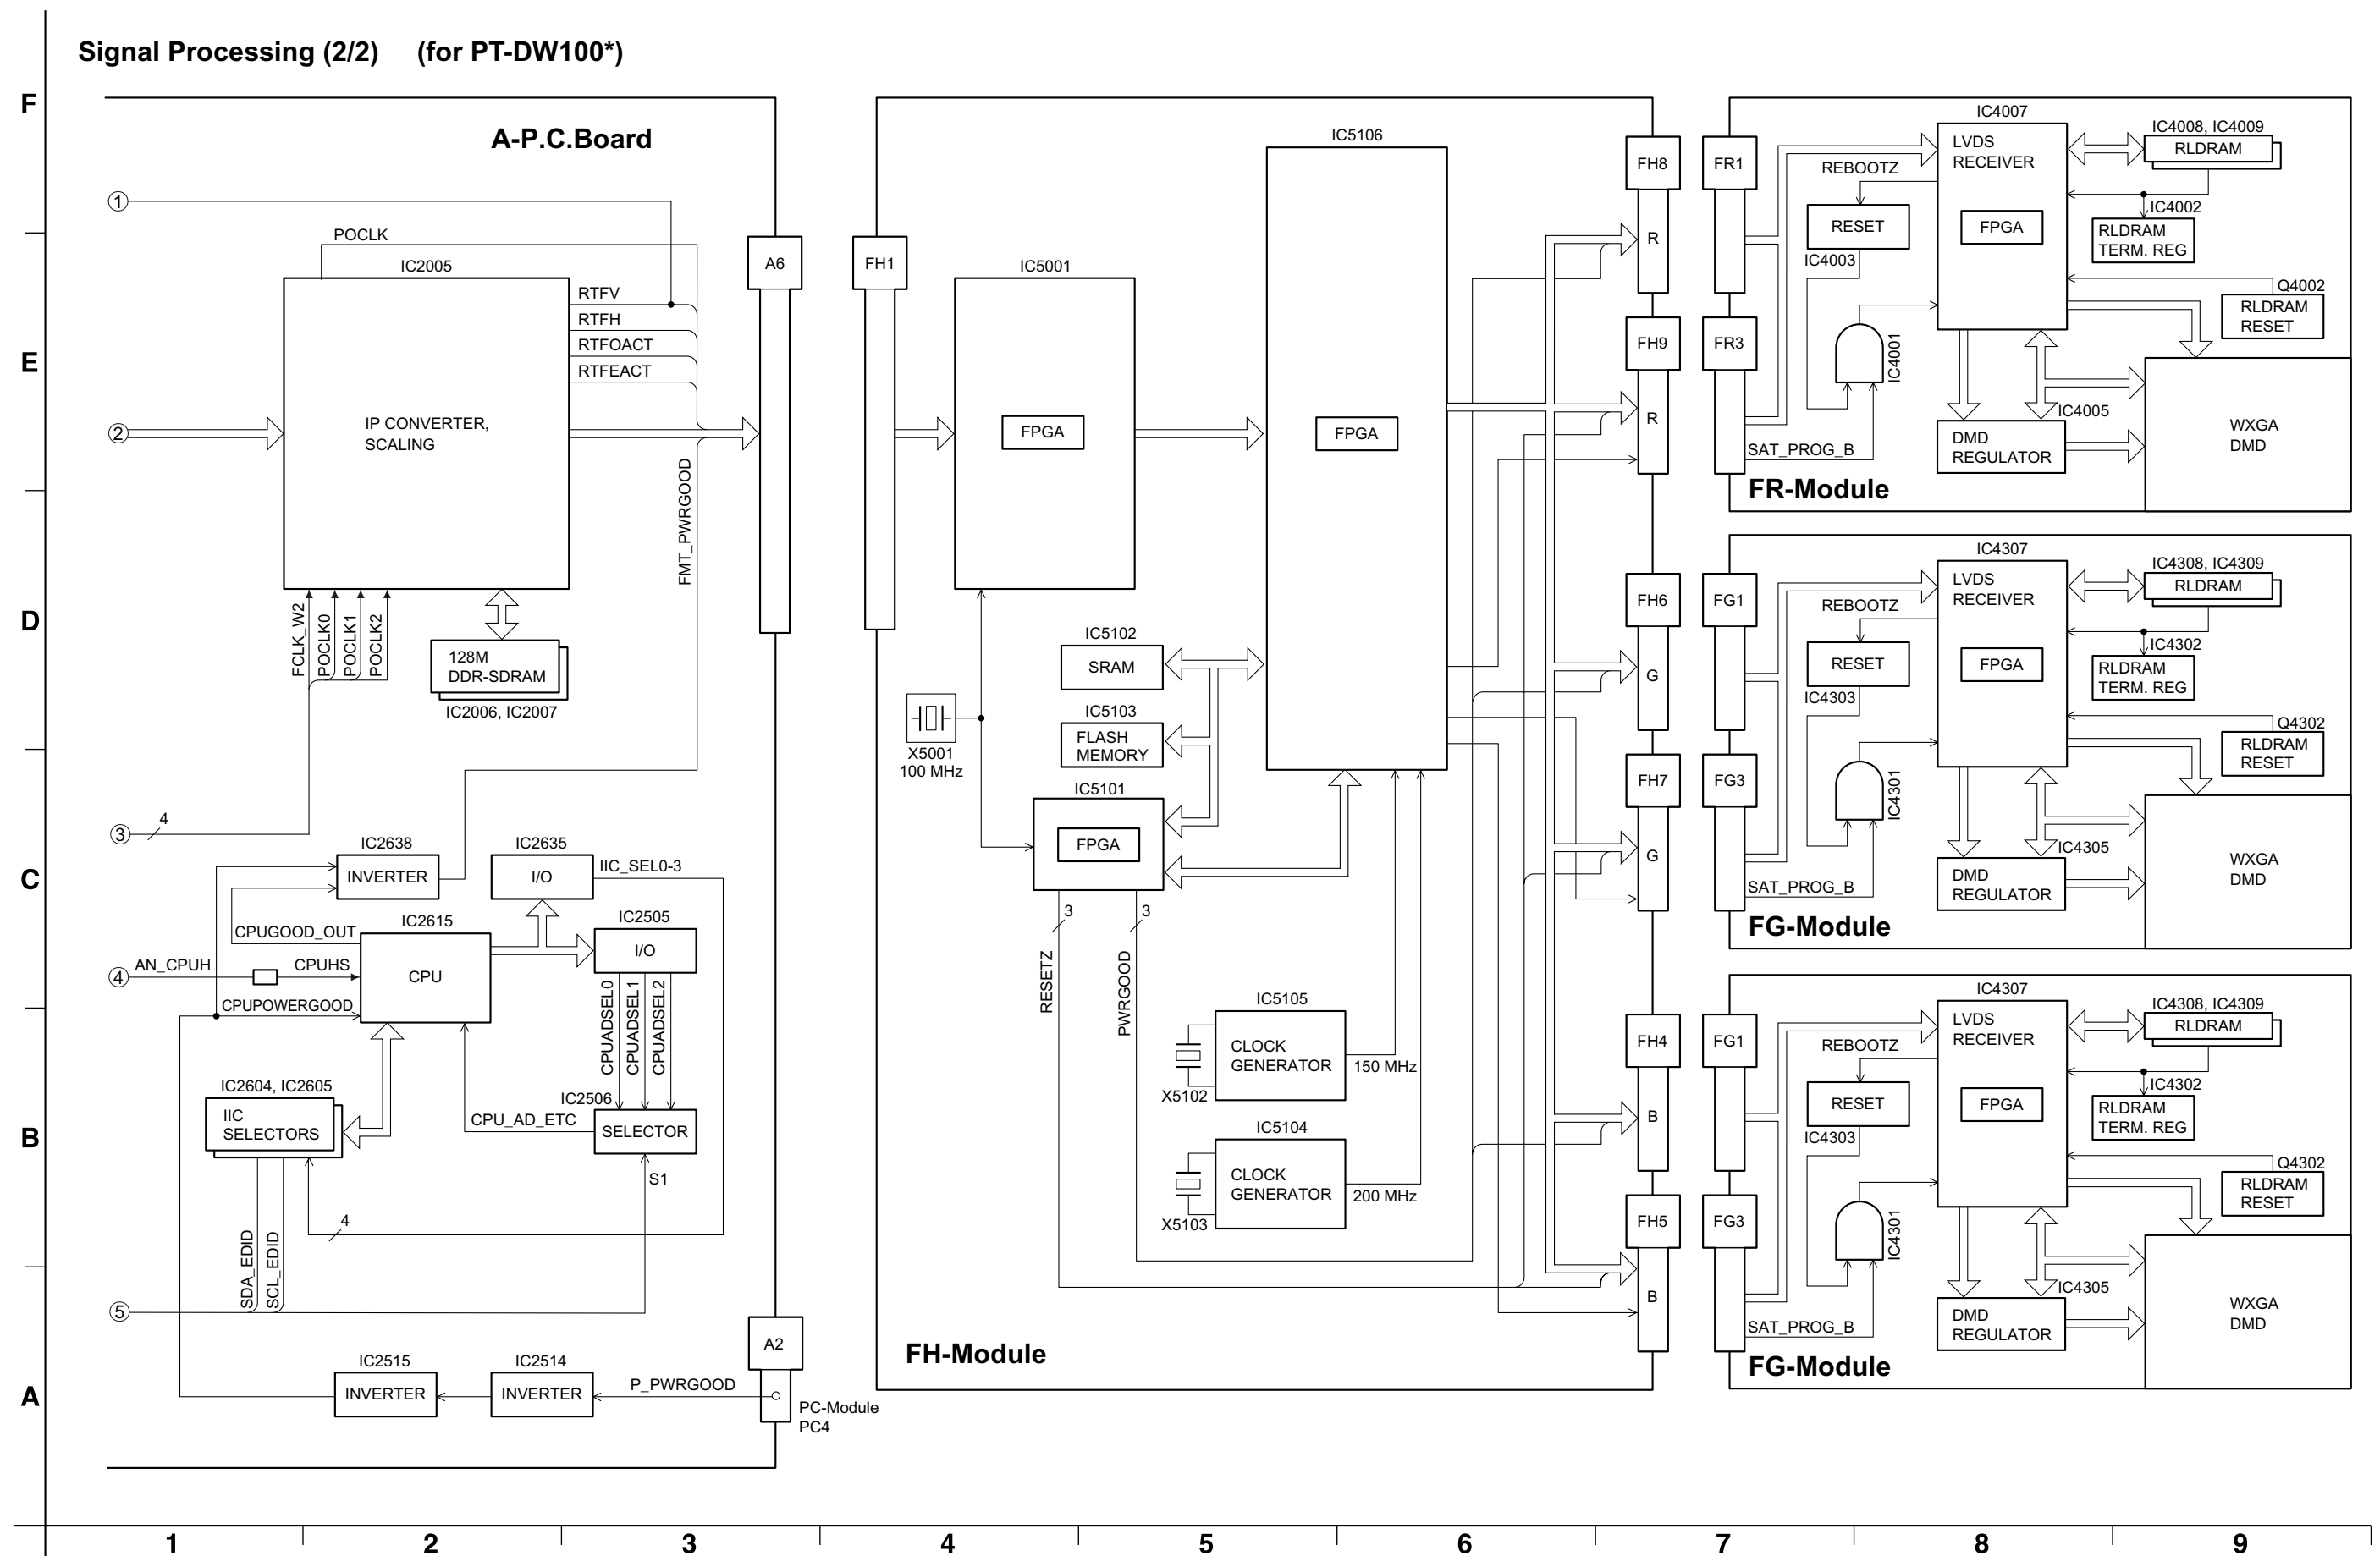 Signal Processing (2/2) (for PT-DW100*)
F
E
D
C
B
A
A-P.C.Board
1
POCLK
IC2005
RTFV
RTFH
RTFOACT
RTFEACT
A6
2
IP CONVERTER,
SCALING
FMT_PWRGOOD
FCLK_W2
POCLK0
POCLK1
POCLK2
128M
DDR-SDRAM
IC2006, IC2007
3
4
IC2638
INVERTER
IC2635
I/O
IIC_SEL0-3
IC2615
CPU
CPUGOOD_OUT
IC2505
I/O
4
AN_CPUH
CPUHS
CPUPOWERGOOD
CPUADSEL0
CPUADSEL1
CPUADSEL2
IC2604, IC2605
IIC
SELECTORS
IC2506
CPU_AD_ETC
SELECTOR
S1
4
SDA_EDID
SCL_EDID
5
A2
IC2515
INVERTER
IC2514
INVERTER
P_PWRGOOD
PC-Module
PC4
FH1
IC5001
FPGA
IC5106
FPGA
IC5102
SRAM
IC5103
FLASH
MEMORY
X5001
100 MHz
IC5101
FPGA
3
3
RESETZ
PWRGOOD
IC5105
CLOCK
GENERATOR
150 MHz
X5102
IC5104
CLOCK
GENERATOR
200 MHz
X5103
FH-Module
FH8
R
FH9
R
FH6
G
FH7
G
FH4
B
FH5
B
FR1
FR3
IC4007
LVDS
RECEIVER
FPGA
IC4008, IC4009
RLDRAM
REBOOTZ
RESET
IC4003
IC4002
RLDRAM
TERM. REG
Q4002
RLDRAM
RESET
IC4001
IC4005
DMD
REGULATOR
WXGA
DMD
SAT_PROG_B
FR-Module
FG1
FG3
IC4307
LVDS
RECEIVER
FPGA
IC4308, IC4309
RLDRAM
REBOOTZ
RESET
IC4303
IC4302
RLDRAM
TERM. REG
Q4302
RLDRAM
RESET
IC4301
IC4305
DMD
REGULATOR
WXGA
DMD
SAT_PROG_B
FG-Module
FG1
FG3
IC4307
LVDS
RECEIVER
FPGA
IC4308, IC4309
RLDRAM
REBOOTZ
RESET
IC4303
IC4302
RLDRAM
TERM. REG
Q4302
RLDRAM
RESET
IC4301
IC4305
DMD
REGULATOR
WXGA
DMD
SAT_PROG_B
FG-Module
1 2 3 4 5 6 7 8 9